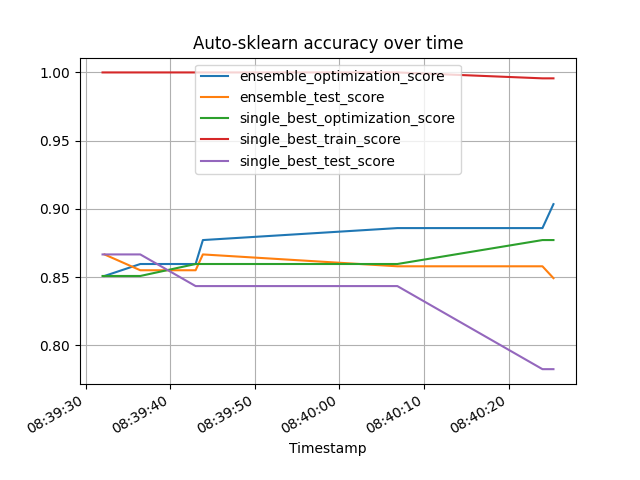 Auto-sklearn accuracy over time
1.00
0.95
0.90
0.85
0.80
ensemble_optimization_score
ensemble_test_score
single_best_optimization_score
single_best_train_score
single_best_test_score
08:39:30
08:39:40
08:39:50
08:40:00
08:40:10
08:40:20
Timestamp